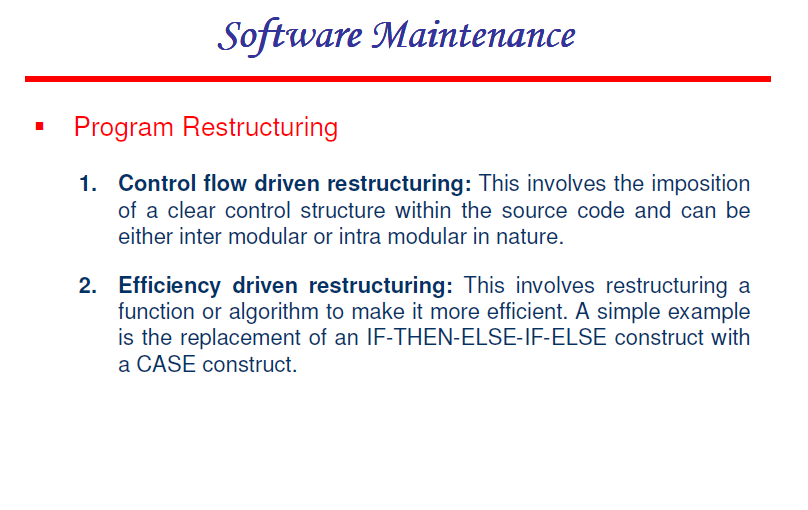 Software Maintenance
▪ Program Restructuring
1. Control flow driven restructuring: This involves the imposition
of a clear control structure within the source code and can be
either inter modular or intra modular in nature.
2. Efficiency driven restructuring: This involves restructuring a
function or algorithm to make it more efficient. A simple example
is the replacement of an IF-THEN-ELSE-IF-ELSE construct with
a CASE construct.